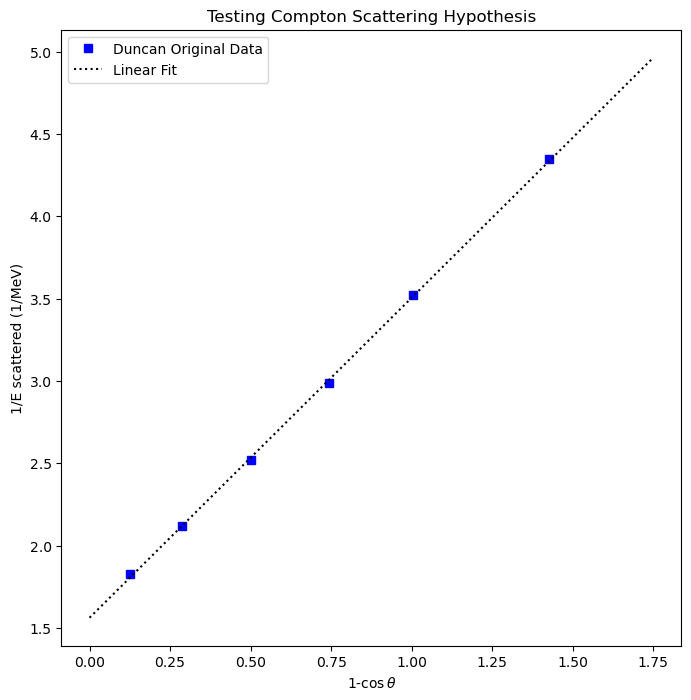 Testing Compton Scattering Hypothesis
Duncan Original Data
Linear Fit
1/E scattered (1/MeV)
5.0
4.5
4.0
3.5
3.0
2.5
2.0
1.5
0.00 0.25 0.50 0.75 1.00 1.25 1.50 1.75
1-cos θ